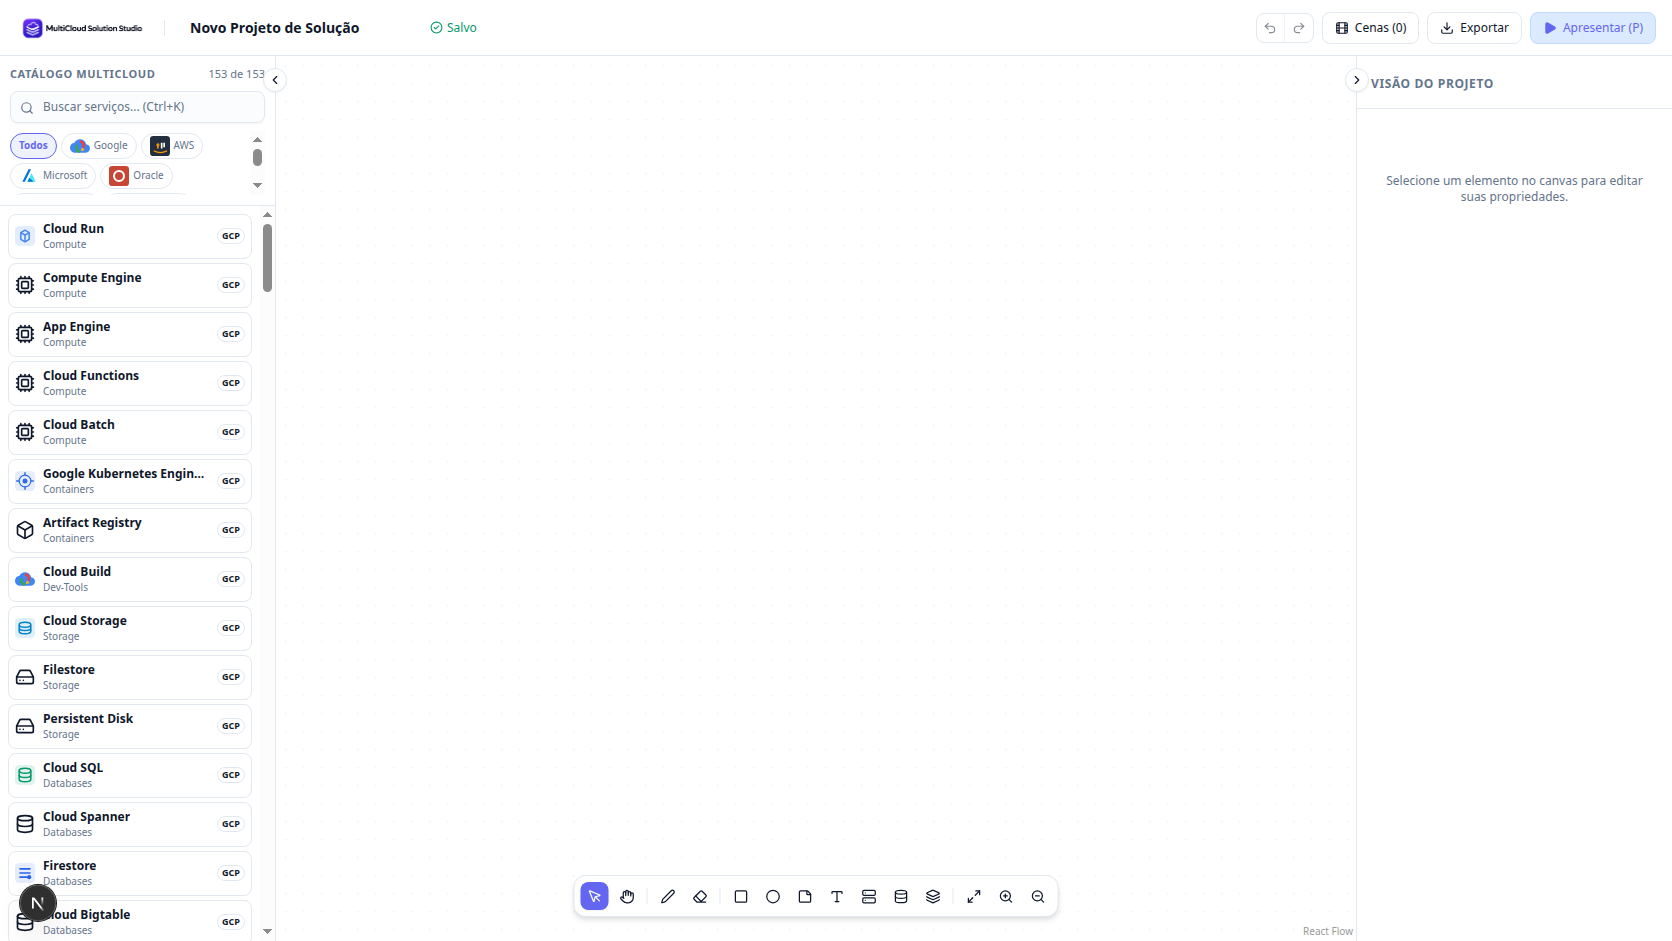 MultiCloud Solution Studio
Novo Projeto de Solução
Salvo
Cenas (0)
Exportar
Apresentar (P)
CATÁLOGO MULTICLOUD
153 de 153
Buscar serviços... (Ctrl+K)
Todos
Google
AWS
Microsoft
Oracle
Cloud Run
Compute
GCP
Compute Engine
Compute
GCP
App Engine
Compute
GCP
Cloud Functions
Compute
GCP
Cloud Batch
Compute
GCP
Google Kubernetes Engin...
Containers
GCP
Artifact Registry
Containers
GCP
Cloud Build
Dev-Tools
GCP
Cloud Storage
Storage
GCP
Filestore
Storage
GCP
Persistent Disk
Storage
GCP
Cloud SQL
Databases
GCP
Cloud Spanner
Databases
GCP
Firestore
Databases
GCP
Cloud Bigtable
Databases
GCP
N
VISÃO DO PROJETO
Selecione um elemento no canvas para editar
suas propriedades.
React Flow